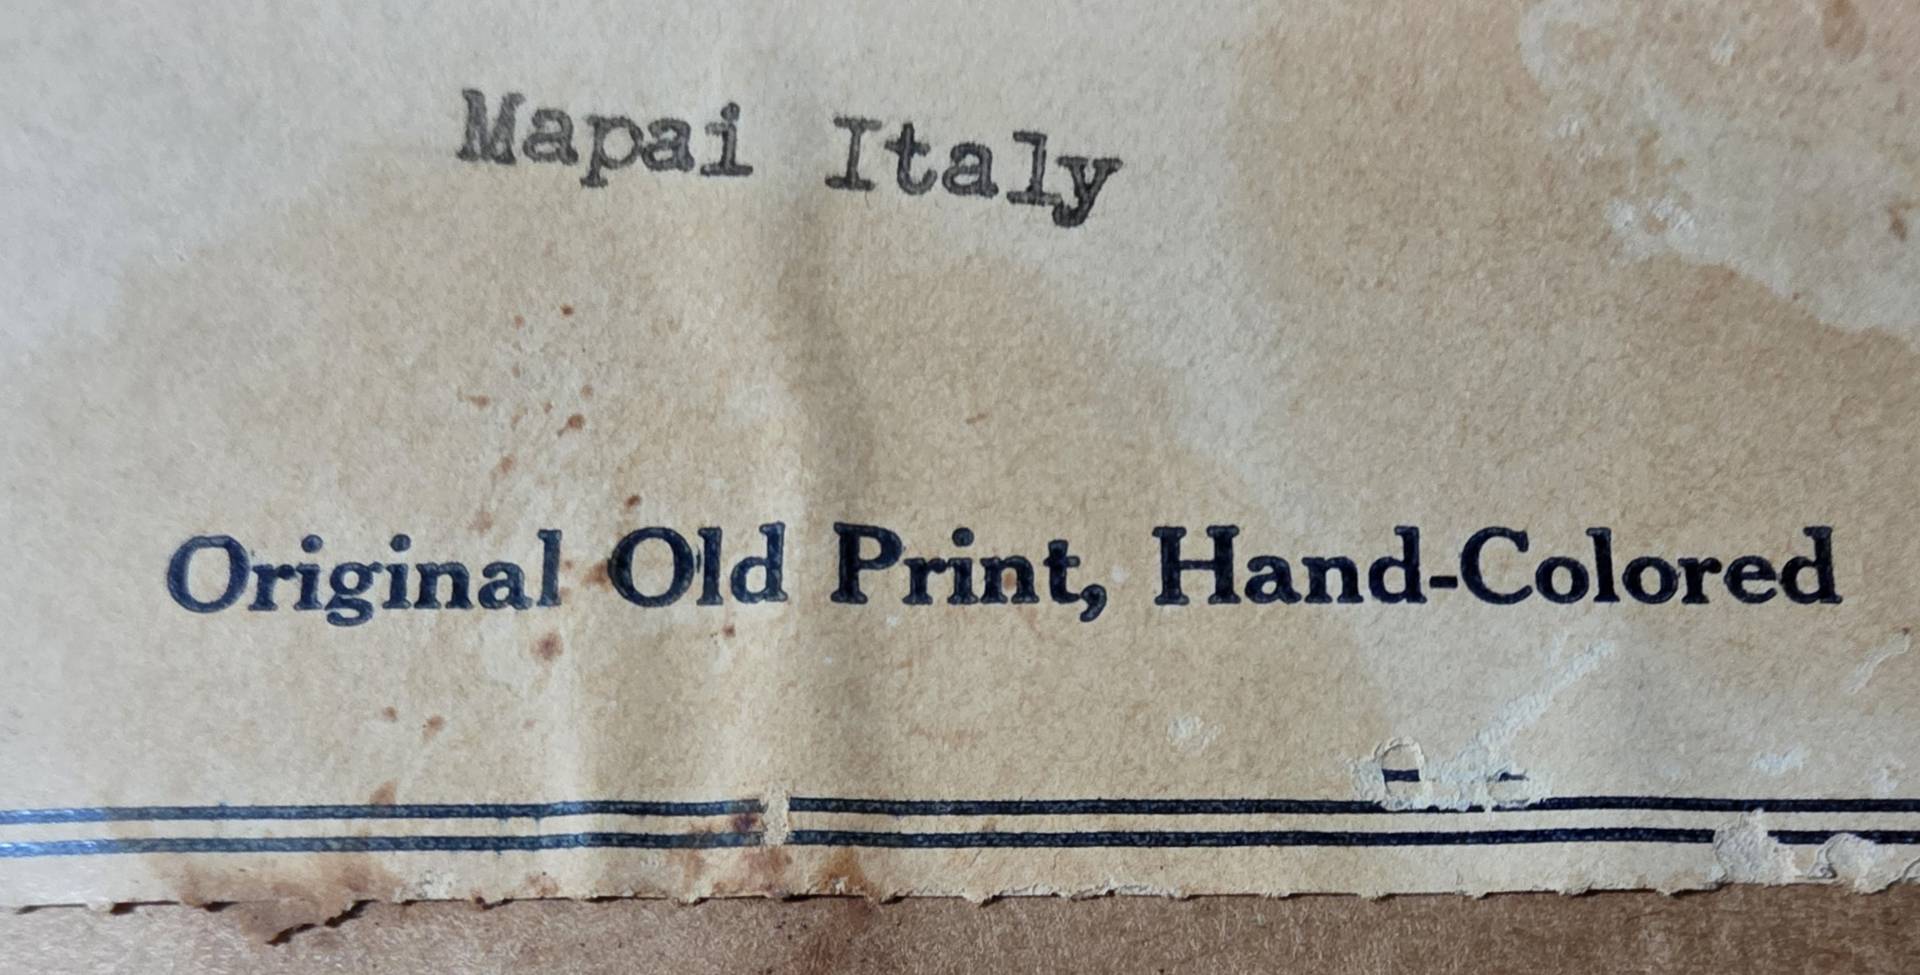 Mapai Italy
Original Old Print, Hand-Colored